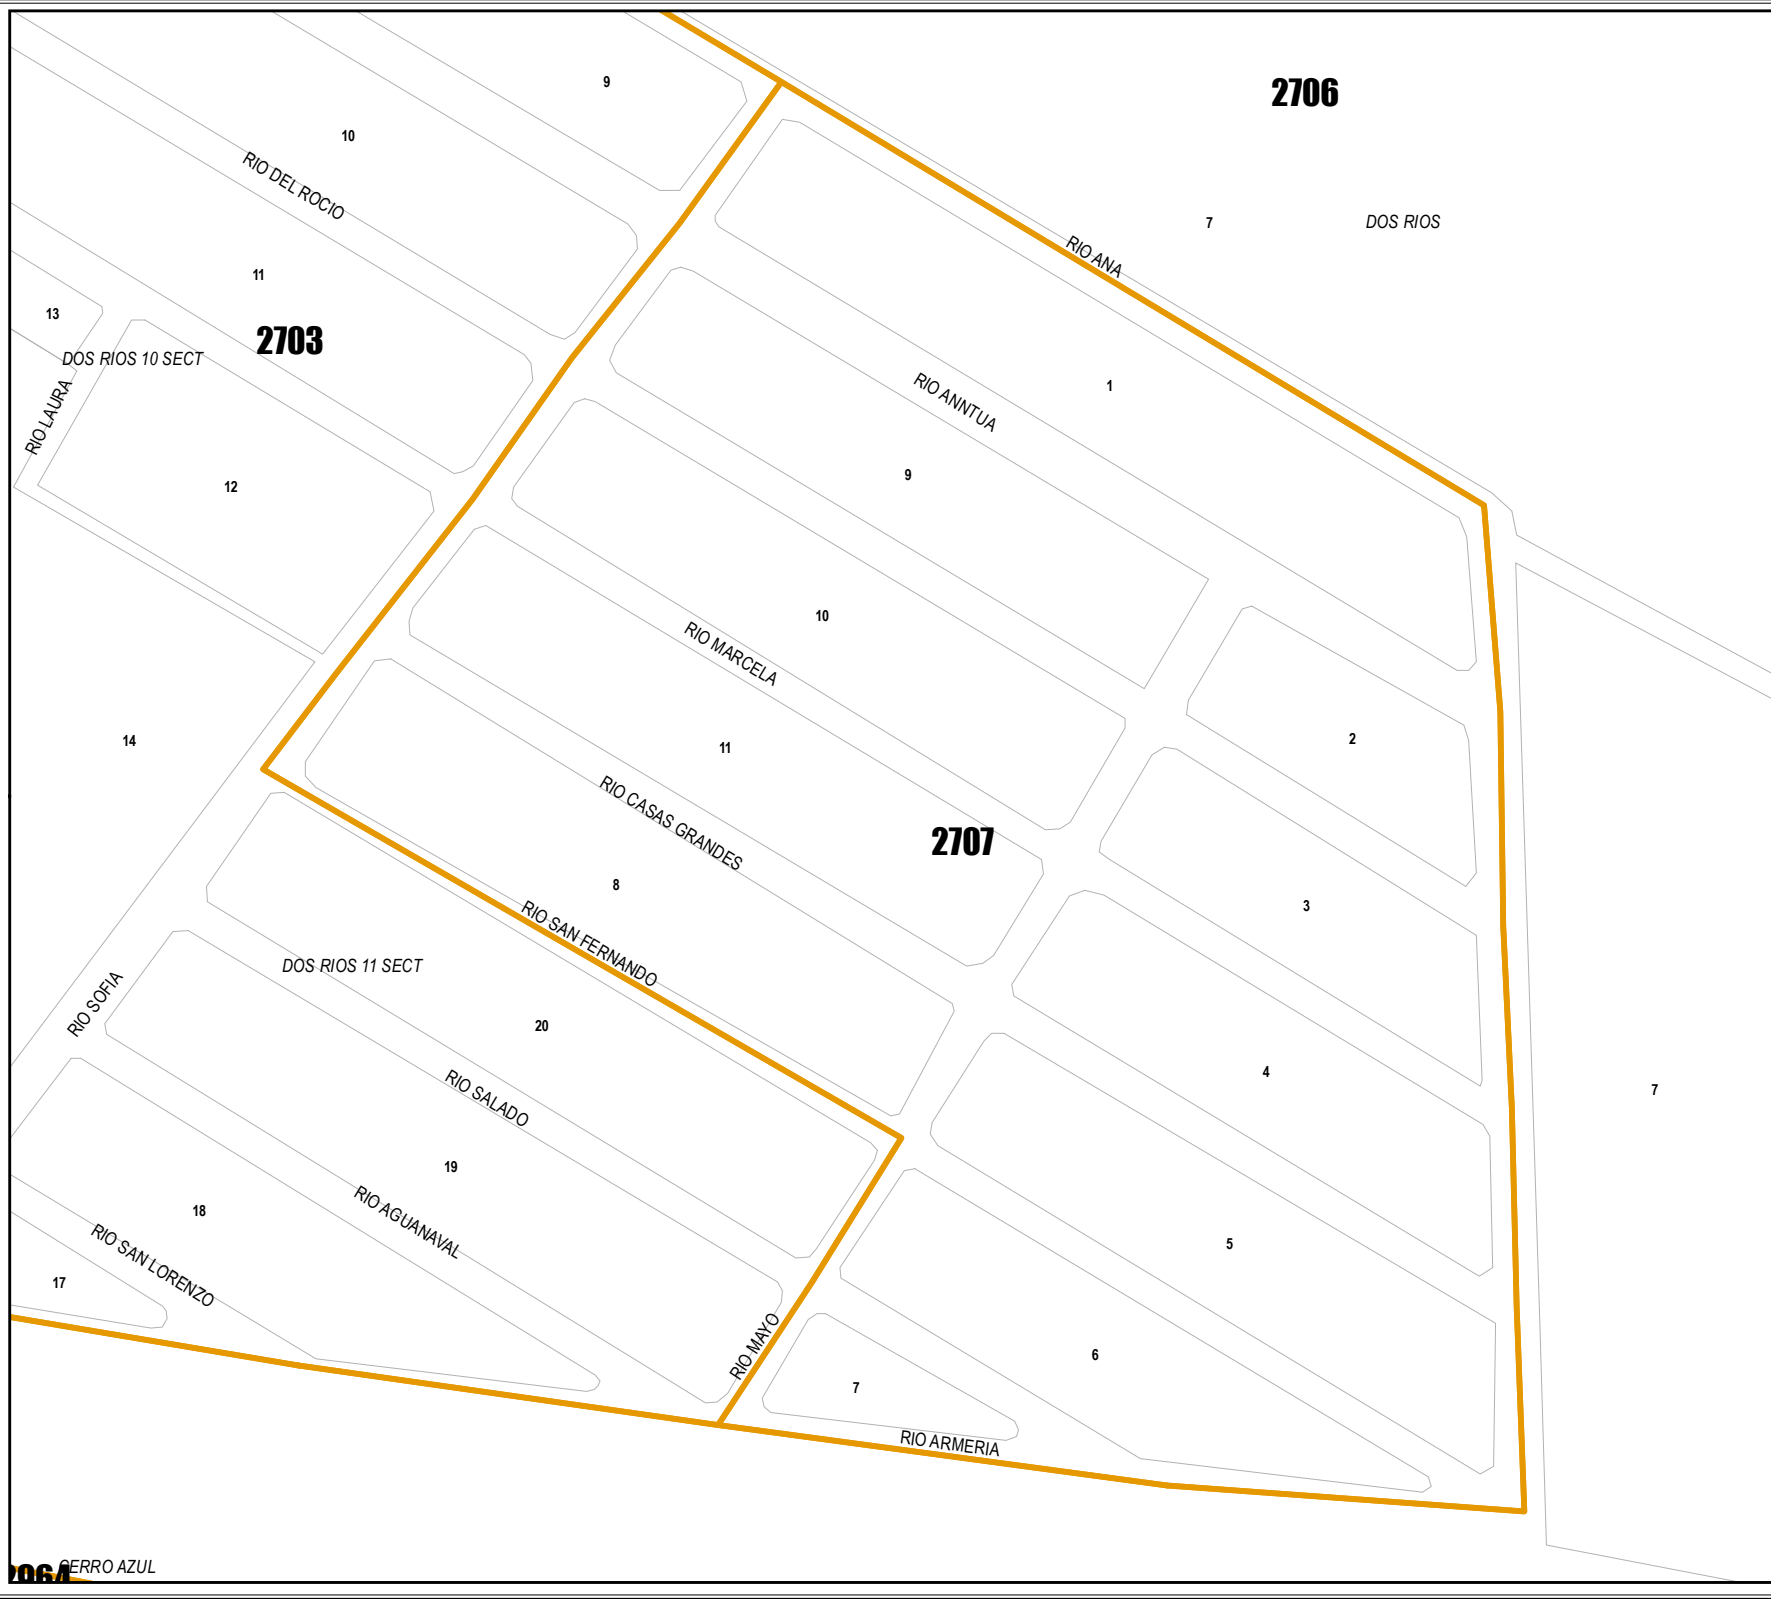 9
2706
10
RIO DEL ROCIO
7
DOS RIOS
RIO ANA
11
13
2703
DOS RIOS 10 SECT
RIO LAURA
1
RIO ANNTUA
9
12
10
RIO MARCELA
14
2
11
RIO CASAS GRANDES
2707
8
3
RIO SAN FERNANDO
DOS RIOS 11 SECT
RIO SOFIA
20
4
RIO SALADO
7
19
18
RIO AGUANAVAL
5
RIO SAN LORENZO
17
RIO MAYO
6
7
RIO ARMERIA
CERRO AZUL